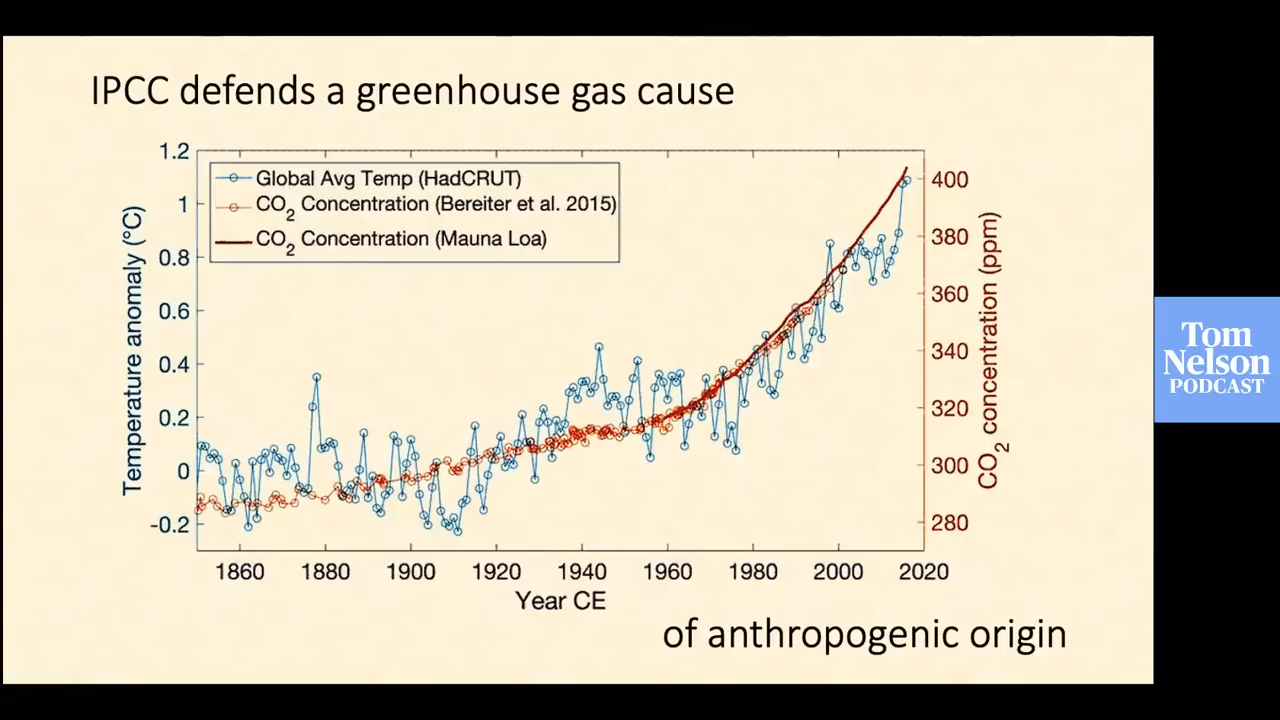 IPCC defends a greenhouse gas cause
1.2
1
0.8
0.6
0.4
0.2
0
-0.2
Temperature anomaly (°C)
Global Avg Temp (HadCRUT)
CO2 Concentration (Bereiter et al. 2015)
CO2 Concentration (Mauna Loa)
400
380
360
340
320
300
280
CO2 concentration (ppm)
1860 1880 1900 1920 1940 1960 1980 2000 2020
Year CE
of anthropogenic origin
Tom
Nelson
PODCAST